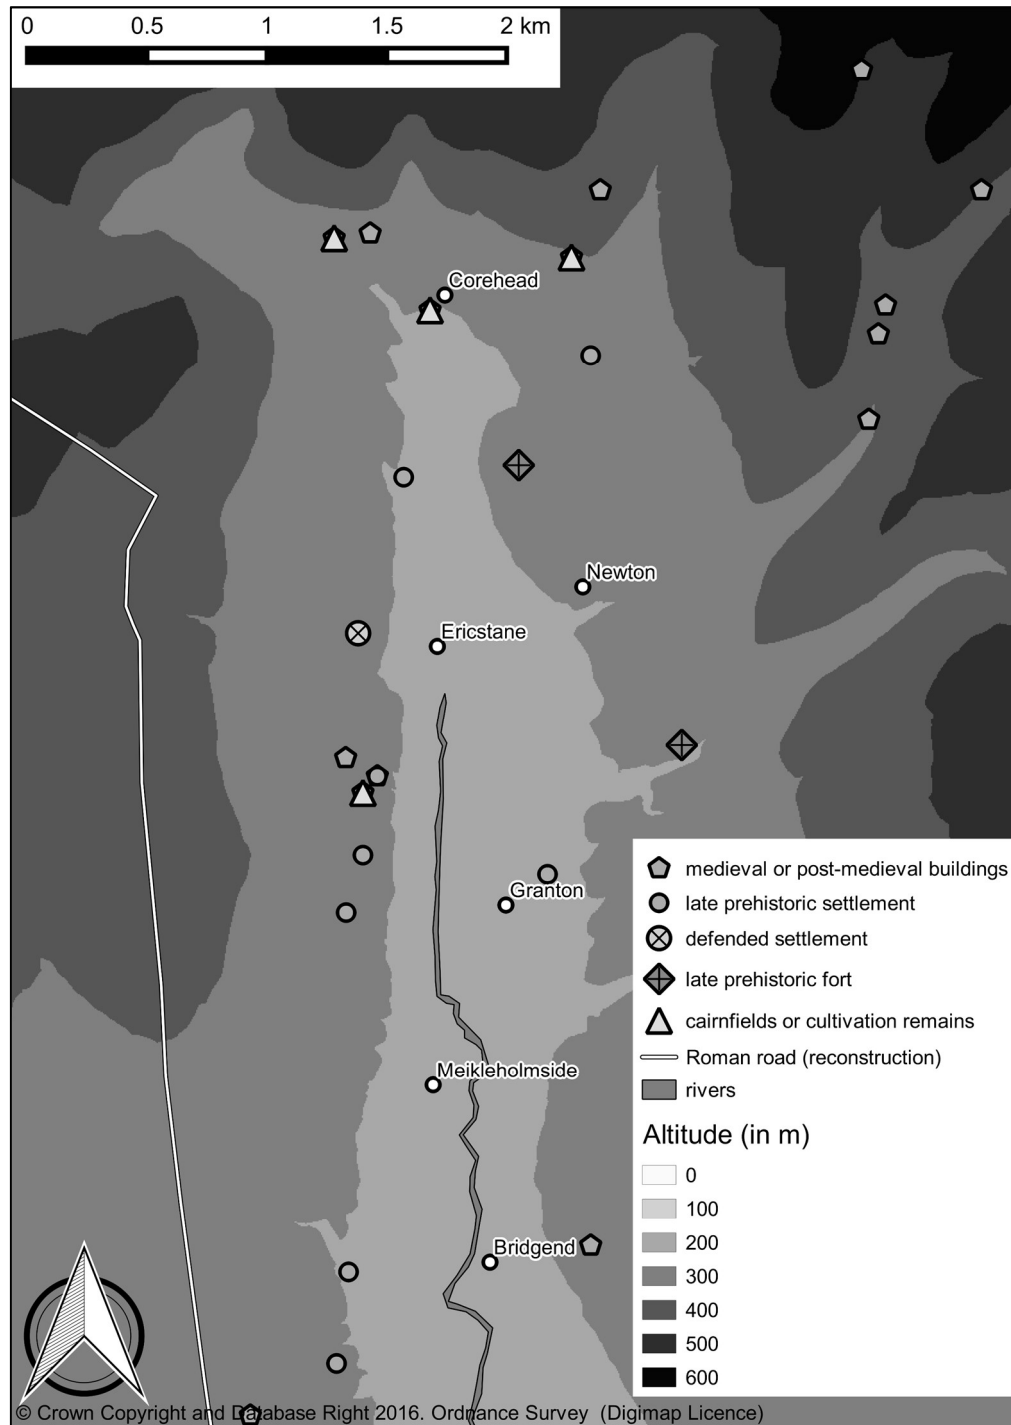 0 0.5 1 2 km
Corehead
Newton
Ericstane
Granton
Meikleholmside
Bridgend
medieval or post-medieval buildings
late prehistoric settlement
defended settlement
late prehistoric fort
cairnfields or cultivation remains
Roman road (reconstruction)
rivers
Altitude (in m)
0
100
200
300
400
500
600
© Crown Copyright and Database Right 2016. Ordnance Survey (Digimap Licence)